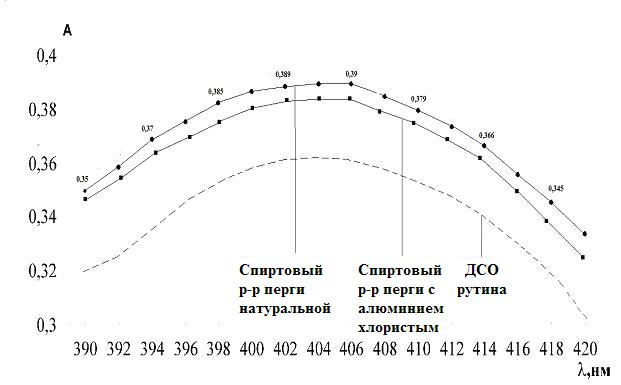 А
0,4
0,38
0,36
0,34
0,32
0,3
0,35
0,37
0,385
0,389
0,39
0,379
0,366
0,345
Спиртовый
р-р перги
натуральной
Спиртовый
р-р перги с
алюминием
хлористым
ДСО
рутина
390 392 394 396 398 400 402 404 406 408 410 412 414 416 418 420
λ,нм